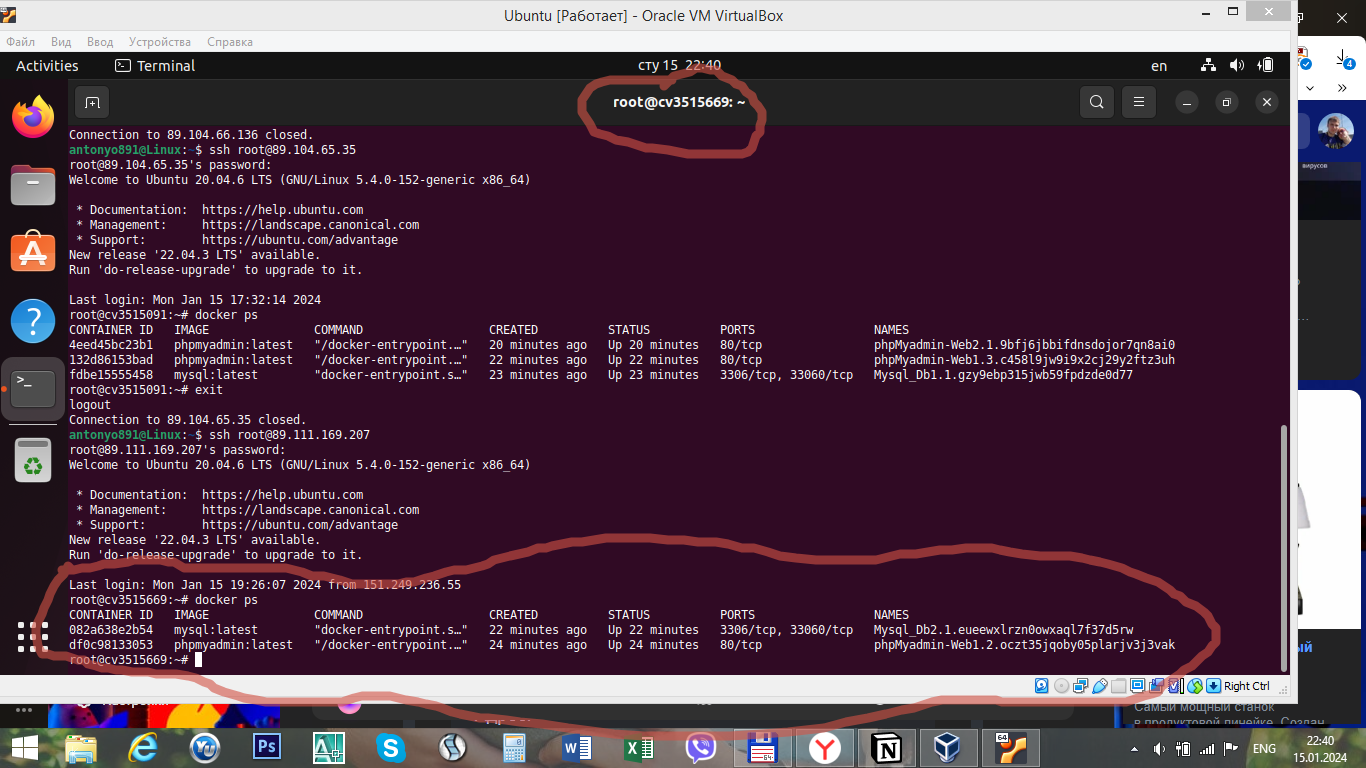 Ubuntu [Работает] - Oracle VM VirtualBox
Файл Вид Ввод Устройства Справка
Activities Terminal сту 15 22:40 en
root@cv3515669: ~
Connection to 89.104.66.136 closed.
antonyo891@Linux:~$ ssh root@89.104.65.35
root@89.104.65.35's password:
Welcome to Ubuntu 20.04.6 LTS (GNU/Linux 5.4.0-152-generic x86_64)
* Documentation: https://help.ubuntu.com
* Management: https://landscape.canonical.com
* Support: https://ubuntu.com/advantage
New release '22.04.3 LTS' available.
Run 'do-release-upgrade' to upgrade to it.
Last login: Mon Jan 15 17:32:14 2024
root@cv3515091:~# docker ps
CONTAINER ID IMAGE COMMAND CREATED STATUS PORTS NAMES
4eed45bc23b1 phpmyadmin:latest "/docker-entrypoint.…" 20 minutes ago Up 20 minutes 80/tcp phpMyadmin-Web2.1.9bfj6jbbifdnsdojor7qn8ai0
132d86153bad phpmyadmin:latest "/docker-entrypoint.…" 22 minutes ago Up 22 minutes 80/tcp phpMyadmin-Web1.3.c458l9jw9i9x2cj29y2ftz3uh
fdbe15555458 mysql:latest "docker-entrypoint.s…" 23 minutes ago Up 23 minutes 3306/tcp, 33060/tcp Mysql_Db1.1.gzy9ebp315jwb59fpdzde0d77
root@cv3515091:~# exit
logout
Connection to 89.104.65.35 closed.
antonyo891@Linux:~$ ssh root@89.111.169.207
root@89.111.169.207's password:
Welcome to Ubuntu 20.04.6 LTS (GNU/Linux 5.4.0-152-generic x86_64)
* Documentation: https://help.ubuntu.com
* Management: https://landscape.canonical.com
* Support: https://ubuntu.com/advantage
New release '22.04.3 LTS' available.
Run 'do-release-upgrade' to upgrade to it.
Last login: Mon Jan 15 19:26:07 2024 from 151.249.236.55
root@cv3515669:~# docker ps
CONTAINER ID IMAGE COMMAND CREATED STATUS PORTS NAMES
082a638e2b54 mysql:latest "docker-entrypoint.s…" 22 minutes ago Up 22 minutes 3306/tcp, 33060/tcp Mysql_Db2.1.eueewxlrzn0owxaql7f37d5rw
df0c98133053 phpmyadmin:latest "/docker-entrypoint.…" 24 minutes ago Up 24 minutes 80/tcp phpMyadmin-Web1.2.oczt35jqoby05plarjv3j3vak
root@cv3515669:~#
Right Ctrl
вирусов
4
Самый мощный станок
в продуктовой линейке. Создан
ENG
22:40
15.01.2024